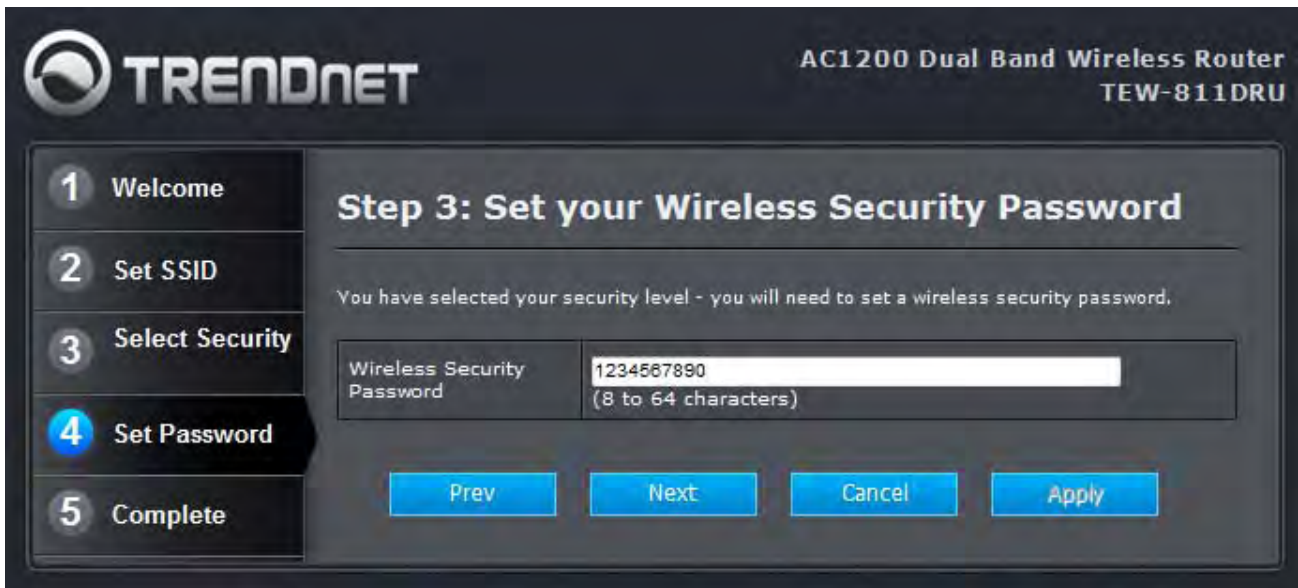 TRENDNET
AC1200 Dual Band Wireless Router
TEW-811DRU
1 Welcome
2 Set SSID
3 Select Security
4 Set Password
5 Complete
Step 3: Set your Wireless Security Password
You have selected your security level - you will need to set a wireless security password.
Wireless Security
Password
1234567890
(8 to 64 characters)
Prev
Next
Cancel
Apply